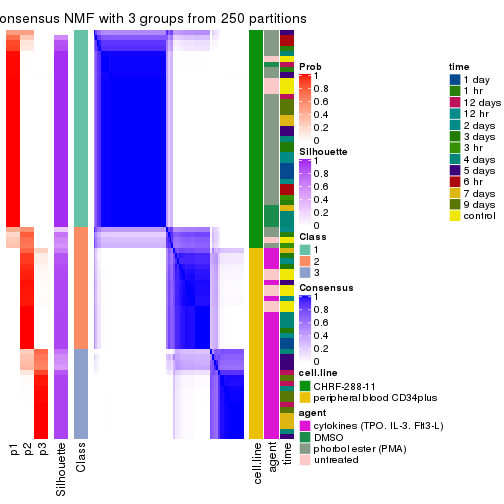 onsensus NMF with 3 groups from 250 partitions
p1
p2
p3
Silhouette
Class
cell.line
agent
time
Prob
1
0.8
0.6
0.4
0.2
0
Silhouette
1
0.8
0.6
0.4
0.2
0
Class
1
2
3
Consensus
1
0.8
0.6
0.4
0.2
0
cell.line
CHRF-288-11
peripheral blood CD34plus
agent
cytokines (TPO, IL-3, Flt3-L)
DMSO
phorbol ester (PMA)
untreated
time
1 day
1 hr
12 days
12 hr
2 days
3 days
3 hr
4 days
5 days
6 hr
7 days
9 days
control